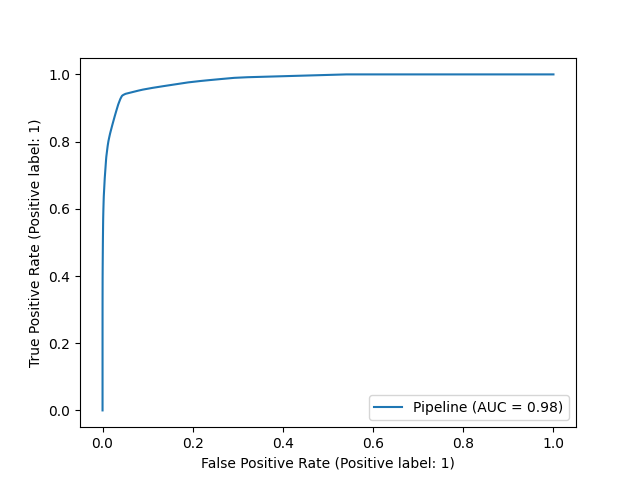 1.0
0.8
0.6
0.4
0.2
0.0
True Positive Rate (Positive label: 1)
Pipeline (AUC = 0.98)
0.0 0.2 0.4 0.6 0.8 1.0
False Positive Rate (Positive label: 1)